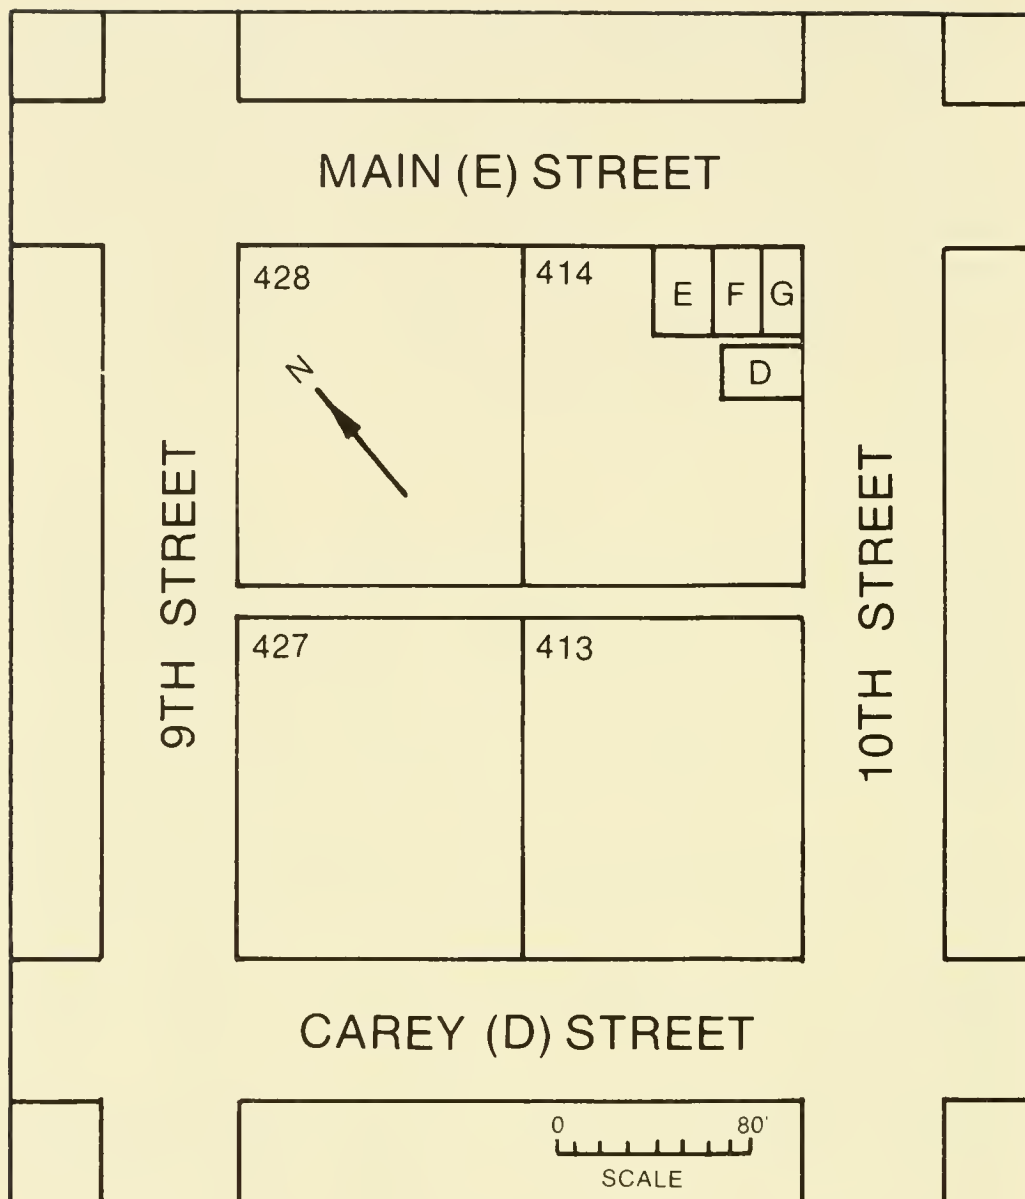 MAIN (E) STREET
428
414
E F G
D
N
9TH STREET
10TH STREET
427
413
CAREY (D) STREET
0 80'
SCALE